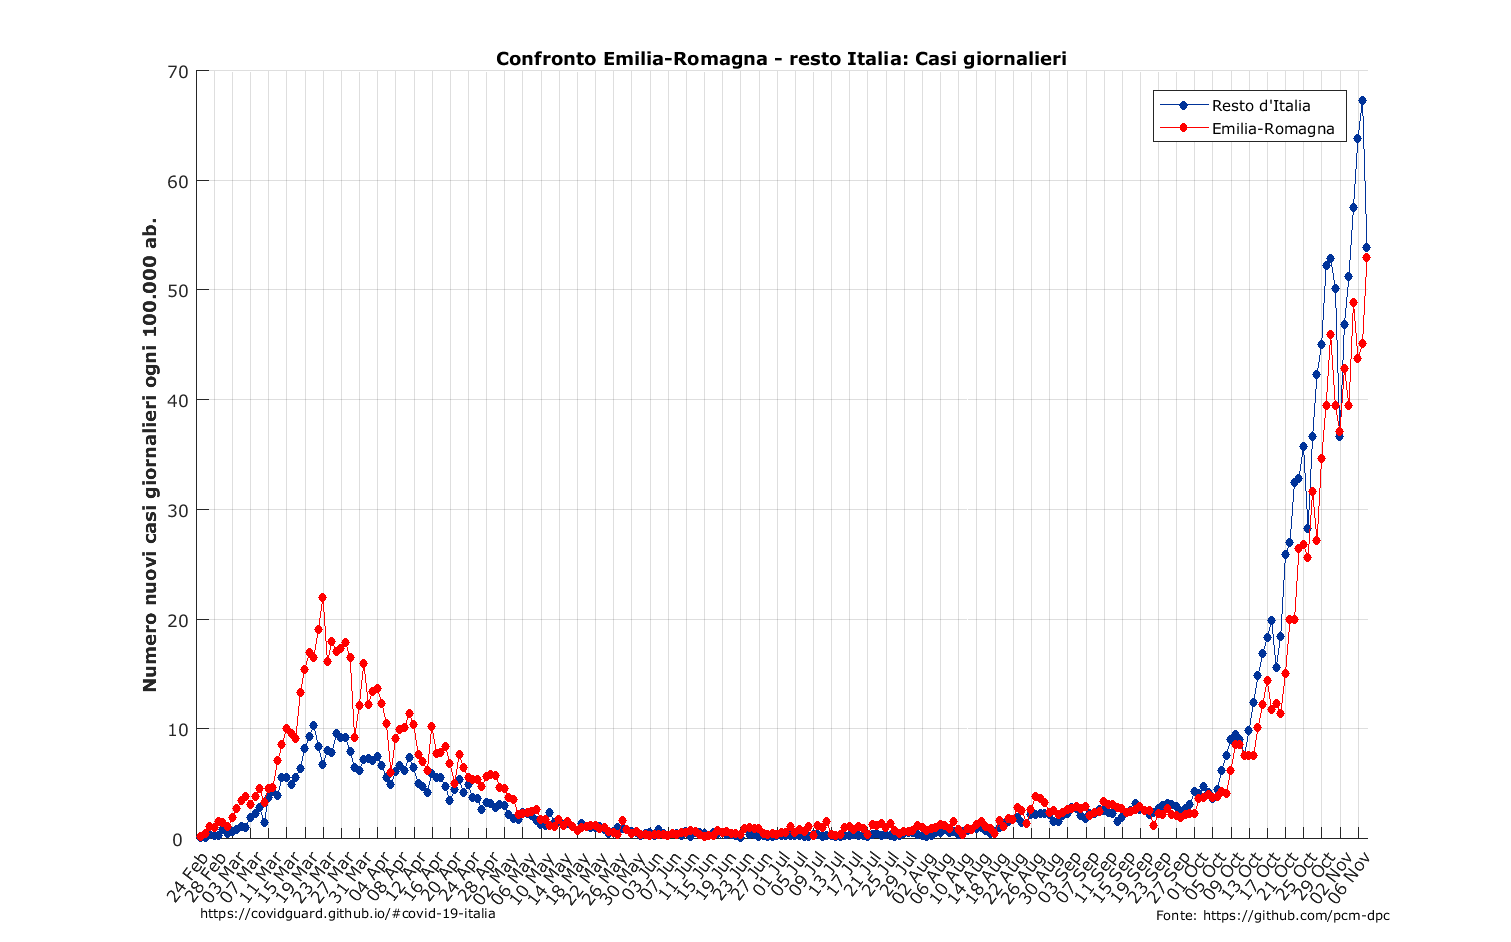 Confronto Emilia-Romagna - resto Italia: Casi giornalieri
Resto d'Italia
Emilia-Romagna
Numero nuovi casi giornalieri ogni 100.000 ab.
70
60
50
40
30
20
10
0
24 Feb
28 Feb
03 Mar
07 Mar
11 Mar
15 Mar
19 Mar
23 Mar
27 Mar
31 Mar
04 Apr
08 Apr
12 Apr
16 Apr
20 Apr
24 Apr
28 Apr
02 May
06 May
10 May
14 May
18 May
22 May
26 May
30 May
03 Jun
07 Jun
11 Jun
15 Jun
19 Jun
23 Jun
27 Jun
01 Jul
05 Jul
09 Jul
13 Jul
17 Jul
21 Jul
25 Jul
29 Jul
02 Aug
06 Aug
10 Aug
14 Aug
18 Aug
22 Aug
26 Aug
30 Aug
03 Sep
07 Sep
11 Sep
15 Sep
19 Sep
23 Sep
27 Sep
01 Oct
05 Oct
09 Oct
13 Oct
17 Oct
21 Oct
25 Oct
29 Oct
02 Nov
06 Nov
https://covidguard.github.io/#covid-19-italia
Fonte: https://github.com/pcm-dpc